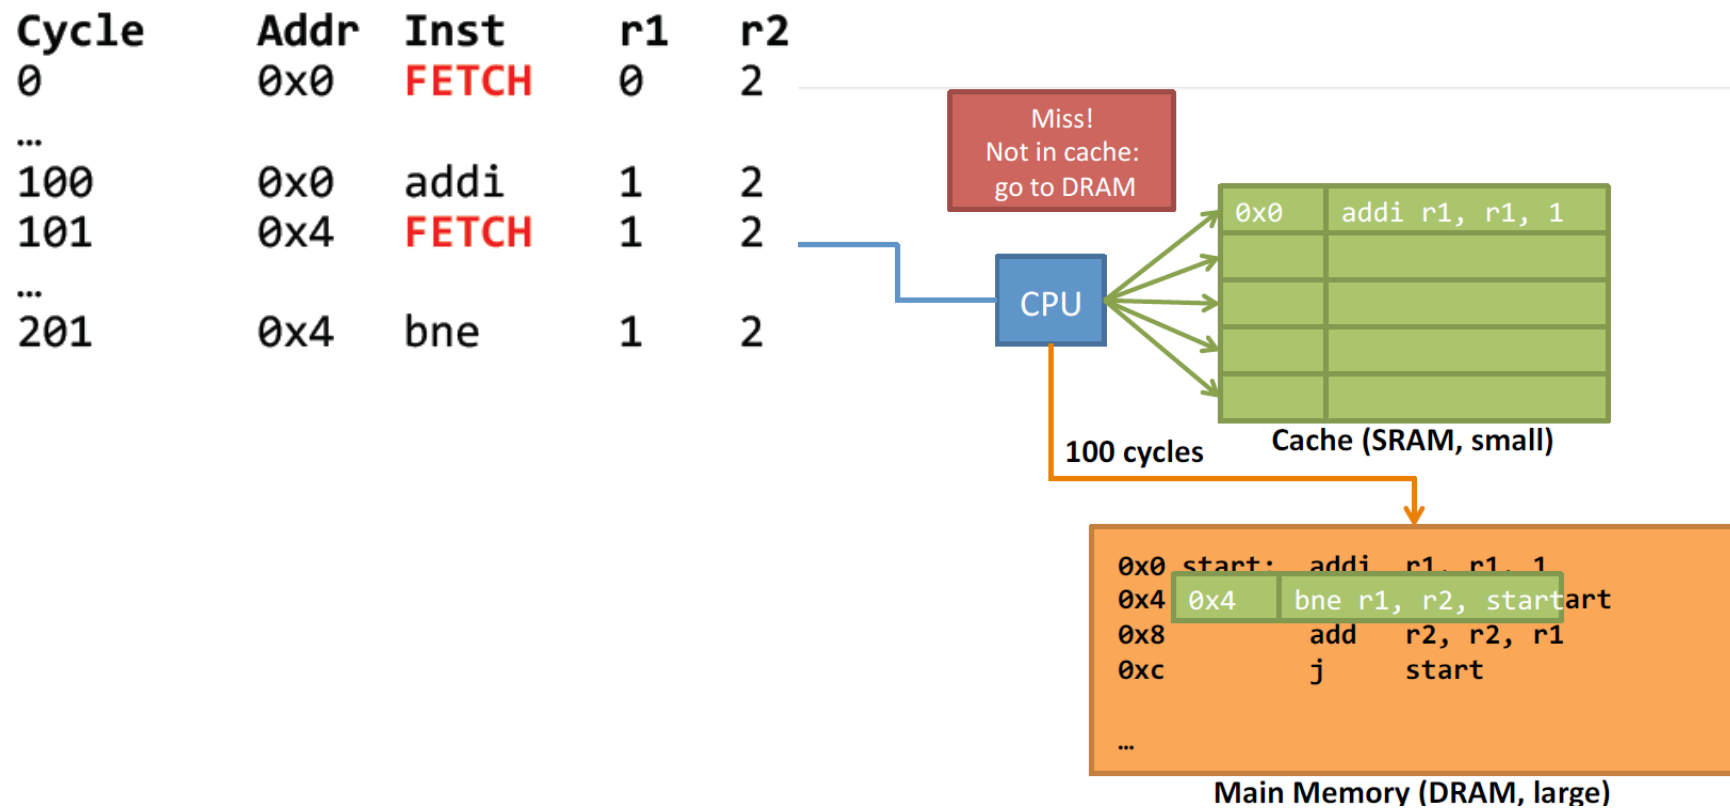 Cycle Addr Inst r1 r2
0 0x0 FETCH 0 2
…
100 0x0 addi 1 2
101 0x4 FETCH 1 2
…
201 0x4 bne 1 2
Miss!
Not in cache:
go to DRAM
CPU
0x0 addi r1, r1, 1
Cache (SRAM, small)
100 cycles
0x0 start: addi r1, r1, 1
0x4 0x4 bne r1, r2, startart
0x8 add r2, r2, r1
0xc j start
…
Main Memory (DRAM, large)